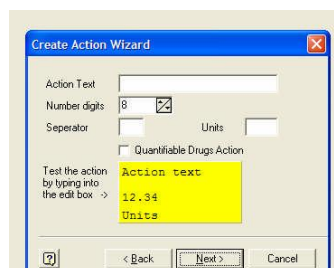 Create Action Wizard
Action Text
Number digits 8
Seperator Units
Quantifiable Drugs Action
Test the action
by typing into
the edit box ->
Action text
12.34
Units
?
< Back Next > Cancel